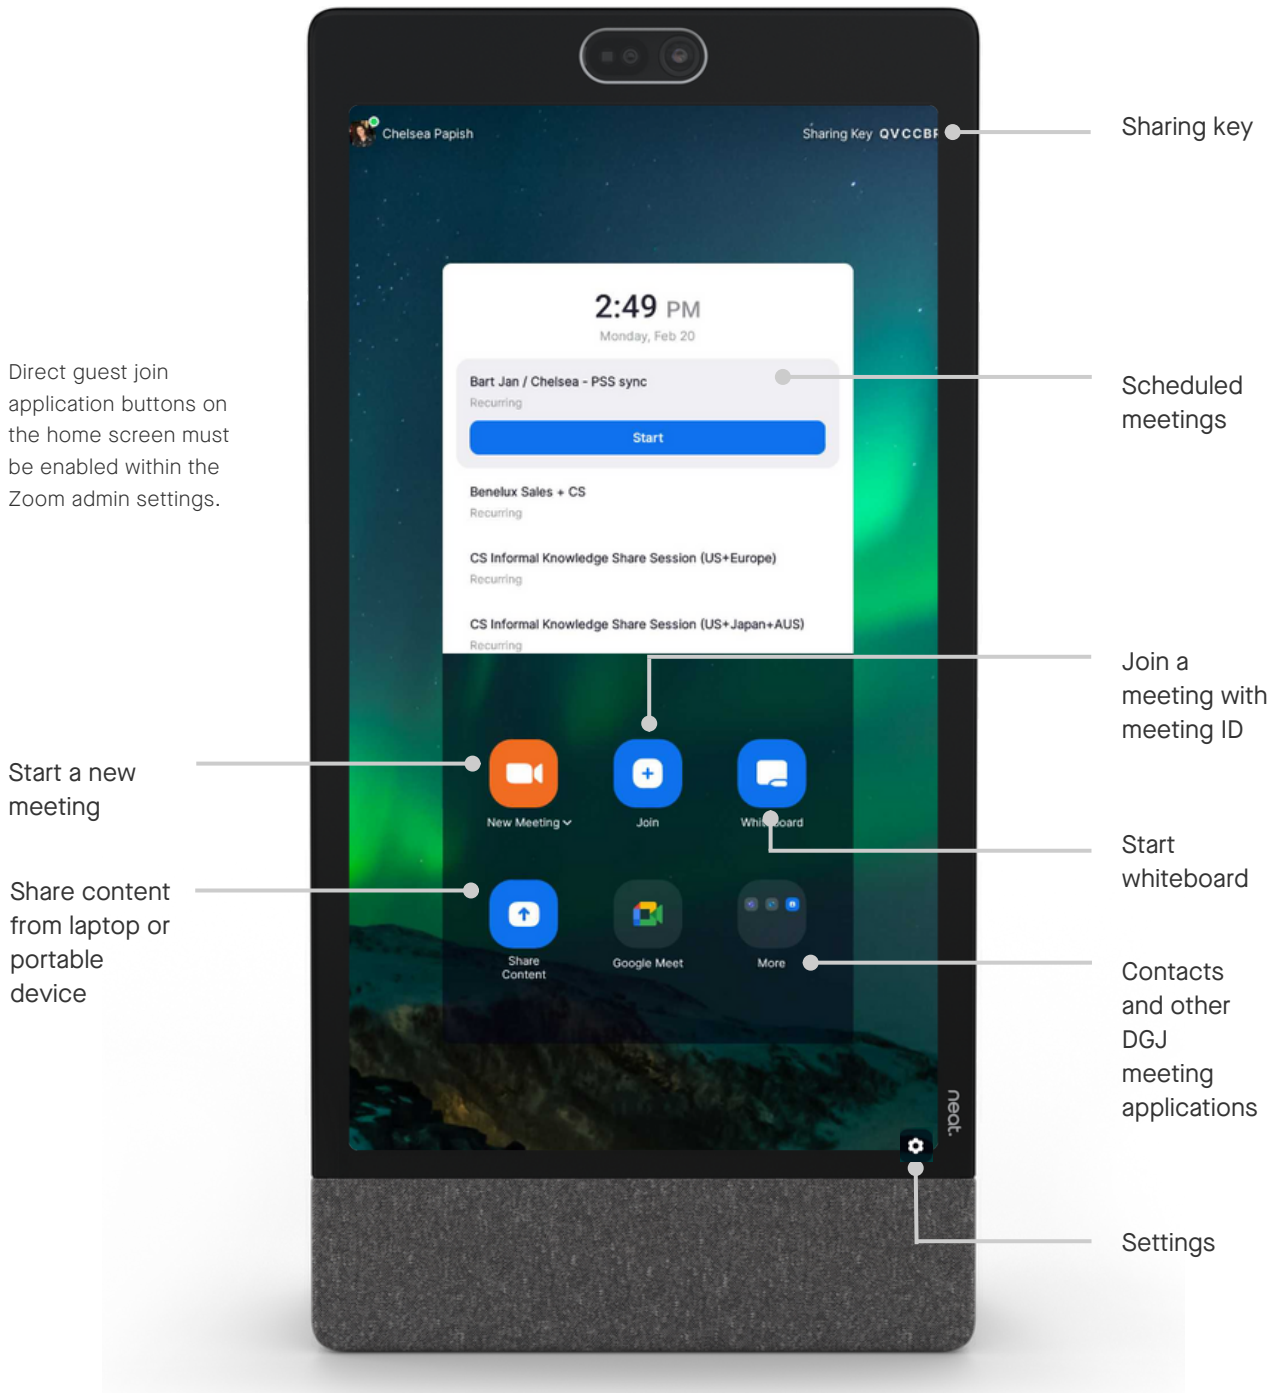 Chelsea Papish
Sharing Key
Sharing key
2:49 PM
Monday, Feb 20
Bart Jan / Chelsea - PSS sync
Recurring
Start
Benelux Sales + CS
Recurring
CS Informal Knowledge Share Session (US+Europe)
Recurring
CS Informal Knowledge Share Session (US+Japan+AUS)
Recurring
Direct guest join
application buttons on
the home screen must
be enabled within the
Zoom admin settings.
Scheduled
meetings
Join a
meeting with
meeting ID
Start a new
meeting
New Meeting
Join
Whiteboard
Start
whiteboard
Share content
from laptop or
portable
device
Share
Content
Google Meet
More
Contacts
and other
DGJ
meeting
applications
neat.
Settings